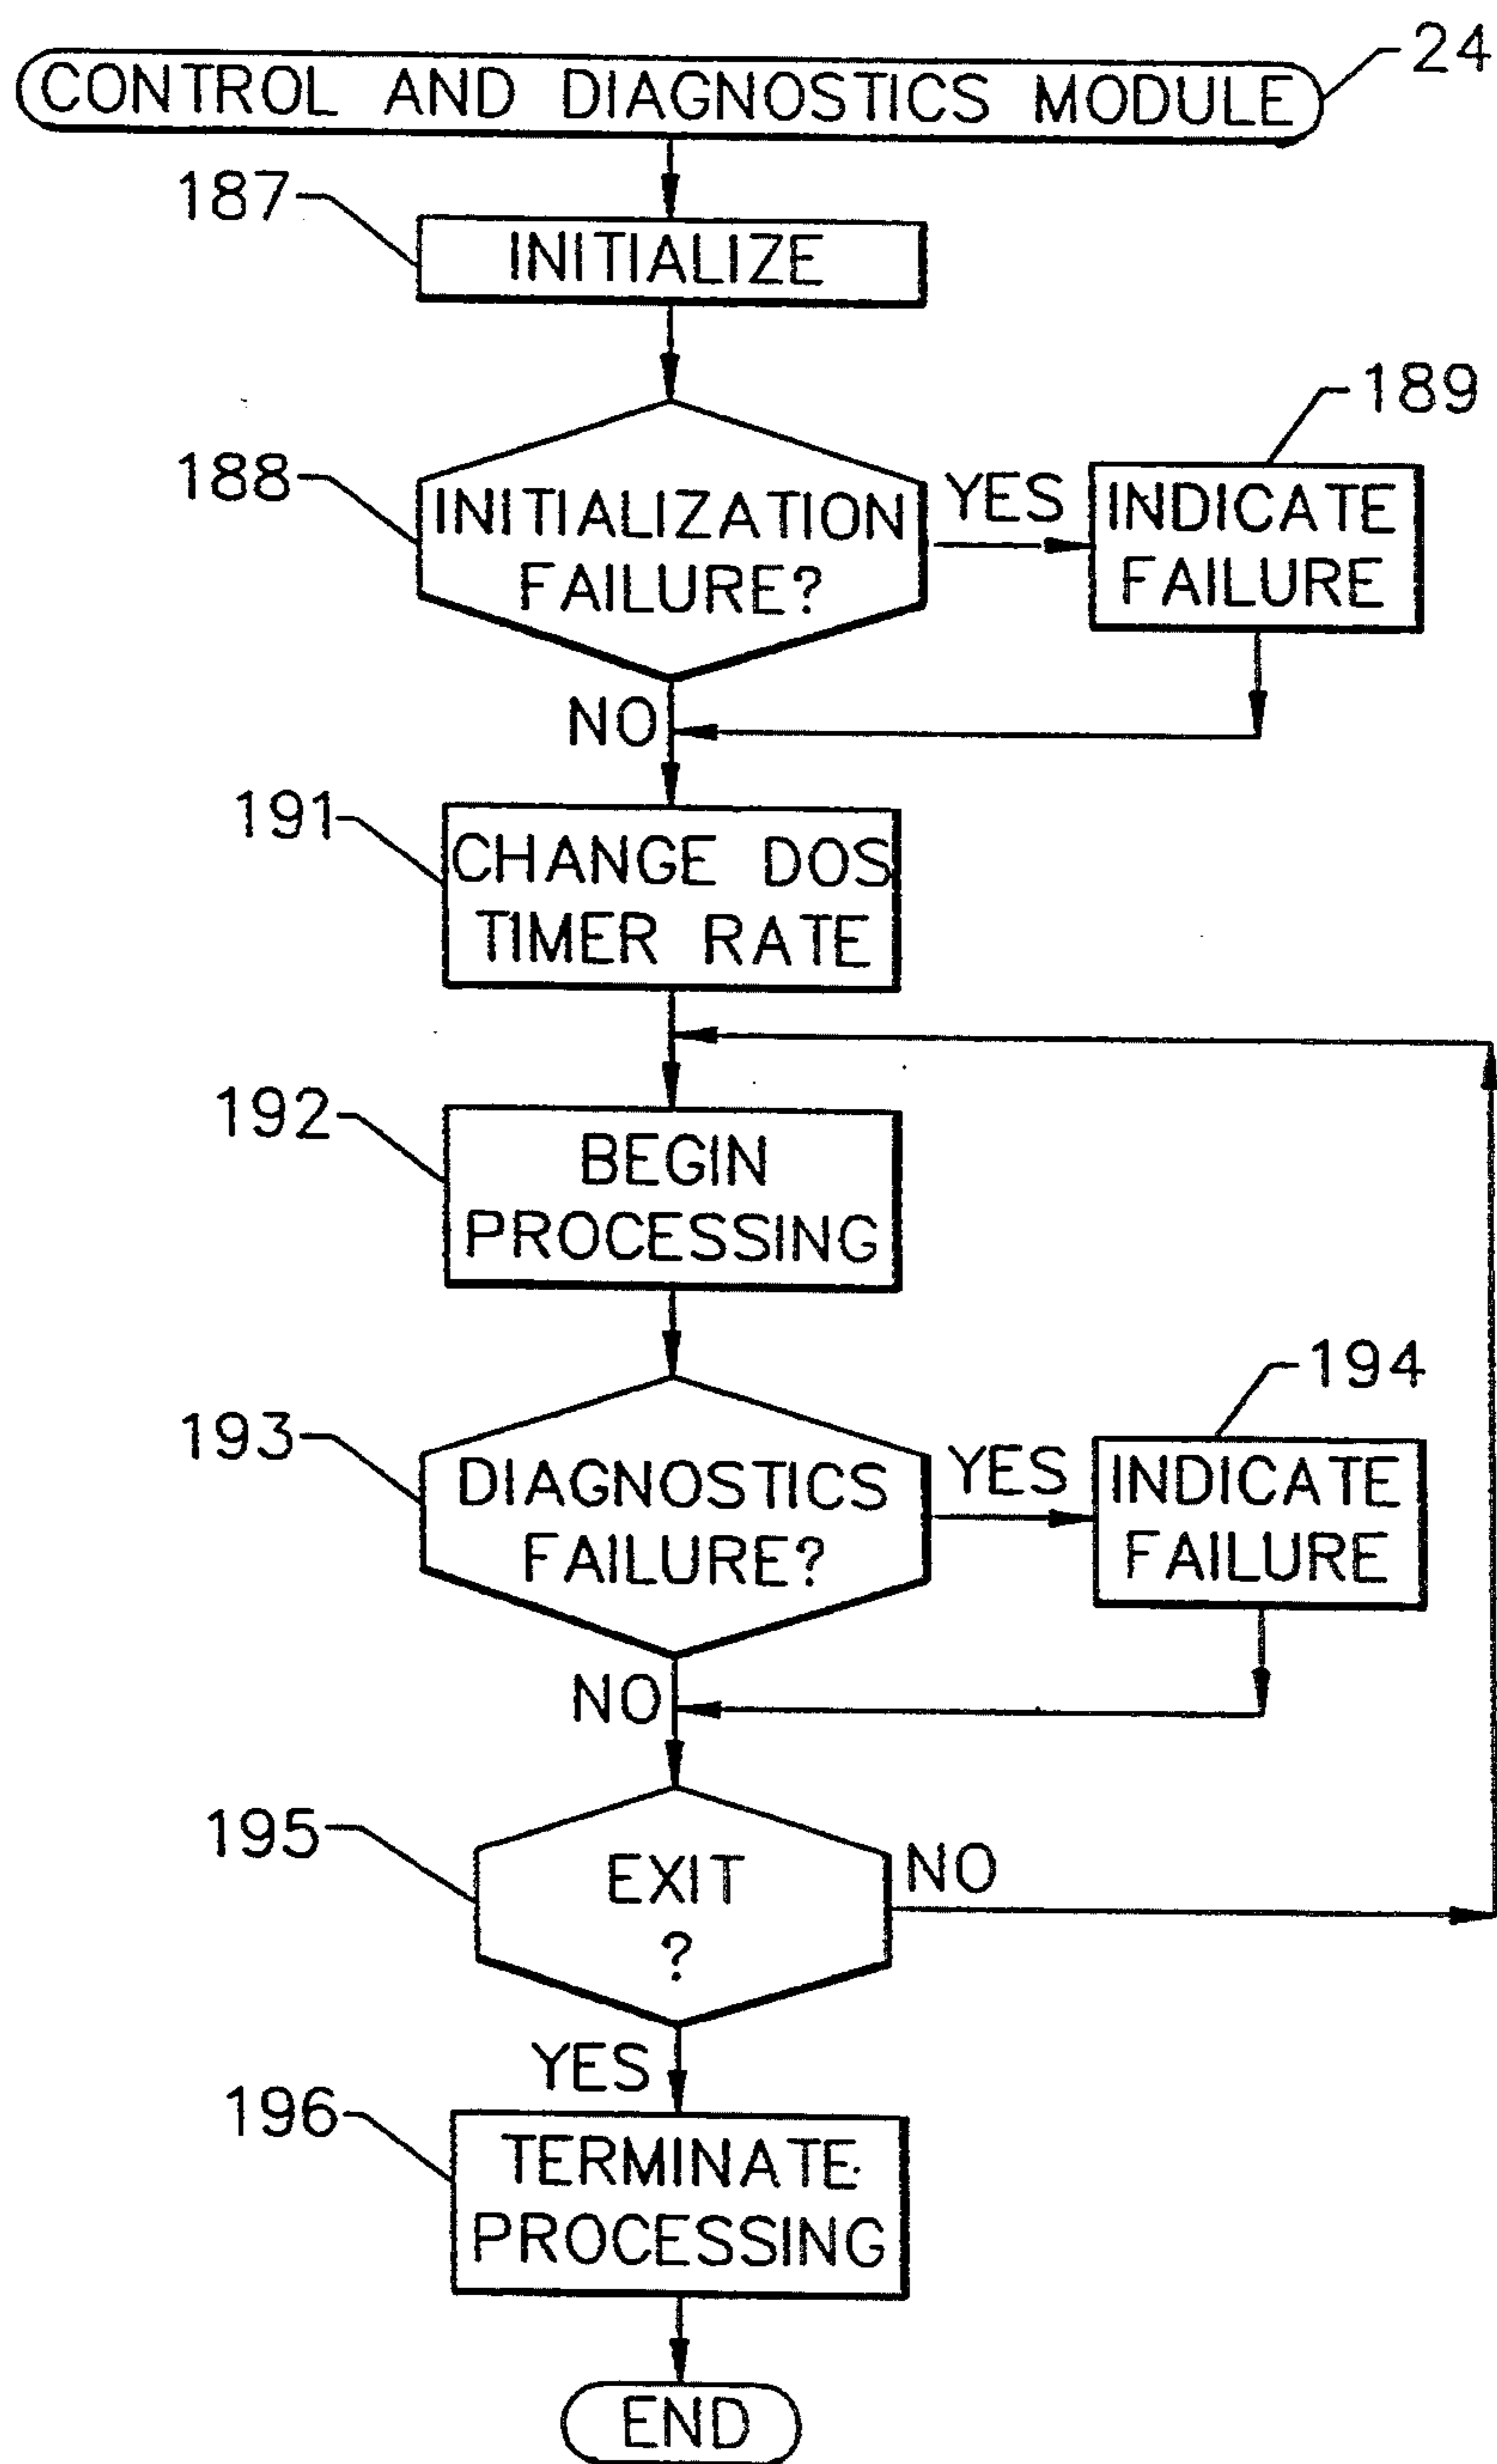 24
CONTROL AND DIAGNOSTICS MODULE
187
INITIALIZE
188
INITIALIZATION
FAILURE?
YES
189
INDICATE
FAILURE
NO
191
CHANGE DOS
TIMER RATE
192
BEGIN
PROCESSING
193
DIAGNOSTICS
FAILURE?
YES
194
INDICATE
FAILURE
NO
195
EXIT
?
NO
YES
196
TERMINATE
PROCESSING
END